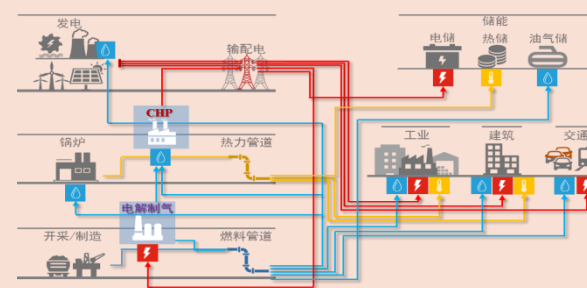 储能
发电
输配电
电储
热储
油气储
CHP
锅炉
热力管道
工业
建筑
交通
电解制气
开采/制造
燃料管道